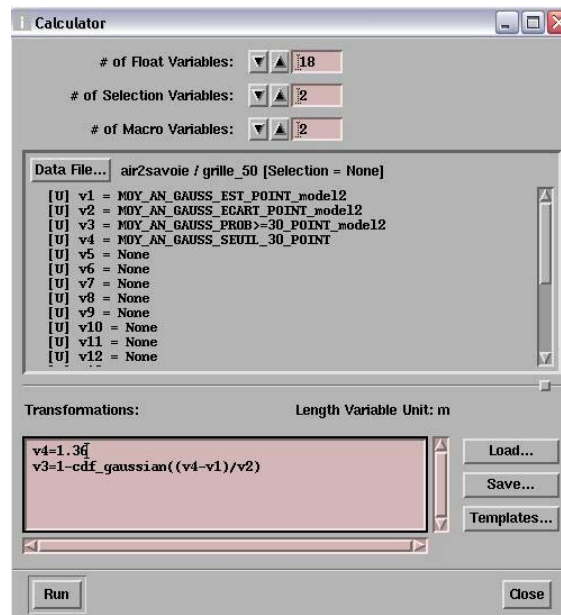 Calculator
# of Float Variables: 18
# of Selection Variables: 2
# of Macro Variables: 2
Data File... air2savoie / grille_50 [Selection = None]
[U] v1 = MOY_AN_GAUSS_EST_POINT_model2
[U] v2 = MOY_AN_GAUSS_ECART_POINT_model2
[U] v3 = MOY_AN_GAUSS_PROB>=30_POINT_model2
[U] v4 = MOY_AN_GAUSS_SEUIL_30_POINT
[U] v5 = None
[U] v6 = None
[U] v7 = None
[U] v8 = None
[U] v9 = None
[U] v10 = None
[U] v11 = None
[U] v12 = None
Transformations: Length Variable Unit: m
v4=1.36
v3=1-cdf_gaussian((v4-v1)/v2)
Load...
Save...
Templates...
Run Close